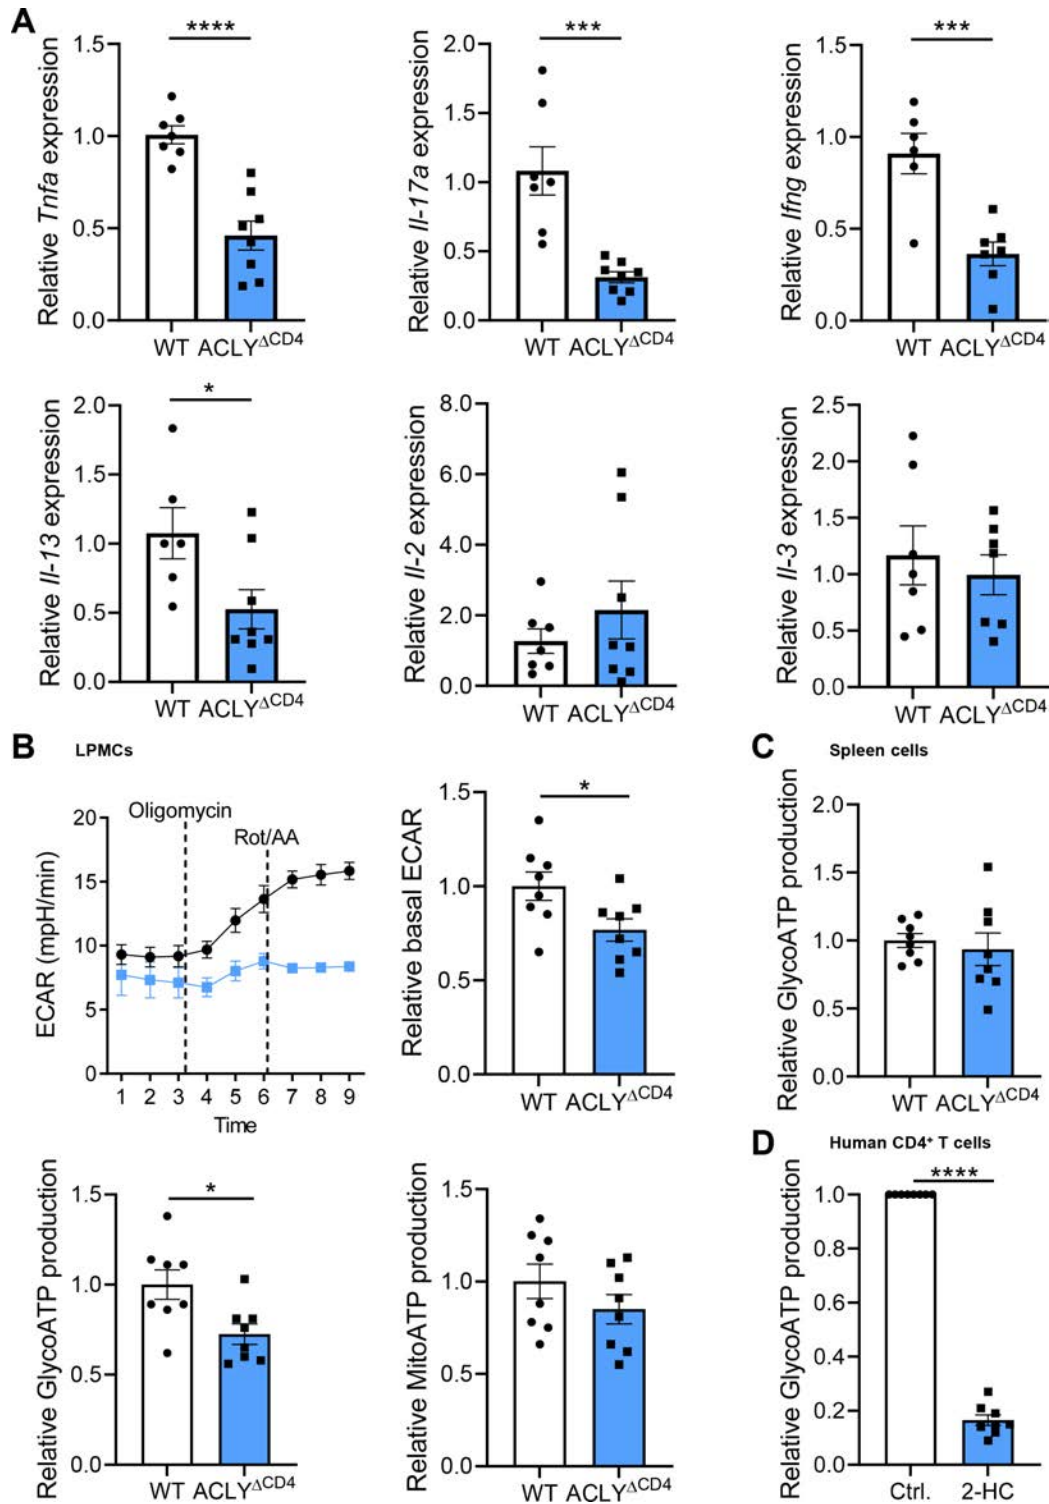 A
Relative Tnfa expression
1.5
1.0
0.5
0.0
****
WT ACLYΔCD4
Relative Il-17a expression
2.0
1.5
1.0
0.5
0.0
***
WT ACLYΔCD4
Relative Ifng expression
1.5
1.0
0.5
0.0
***
WT ACLYΔCD4
Relative Il-13 expression
2.0
1.5
1.0
0.5
0.0
*
WT ACLYΔCD4
Relative Il-2 expression
8.0
6.0
4.0
2.0
0.0
WT ACLYΔCD4
Relative Il-3 expression
2.5
2.0
1.5
1.0
0.5
0.0
WT ACLYΔCD4
B LPMCs
ECAR (mpH/min)
20
15
10
5
0
Oligomycin
Rot/AA
1 2 3 4 5 6 7 8 9
Time
Relative basal ECAR
1.5
1.0
0.5
0.0
*
WT ACLYΔCD4
C Spleen cells
Relative GlycoATP production
2.0
1.5
1.0
0.5
0.0
WT ACLYΔCD4
Relative GlycoATP production
1.5
1.0
0.5
0.0
*
WT ACLYΔCD4
Relative MitoATP production
1.5
1.0
0.5
0.0
WT ACLYΔCD4
D Human CD4⁺ T cells
Relative GlycoATP production
1.0
0.8
0.6
0.4
0.2
0.0
****
Ctrl. 2-HC